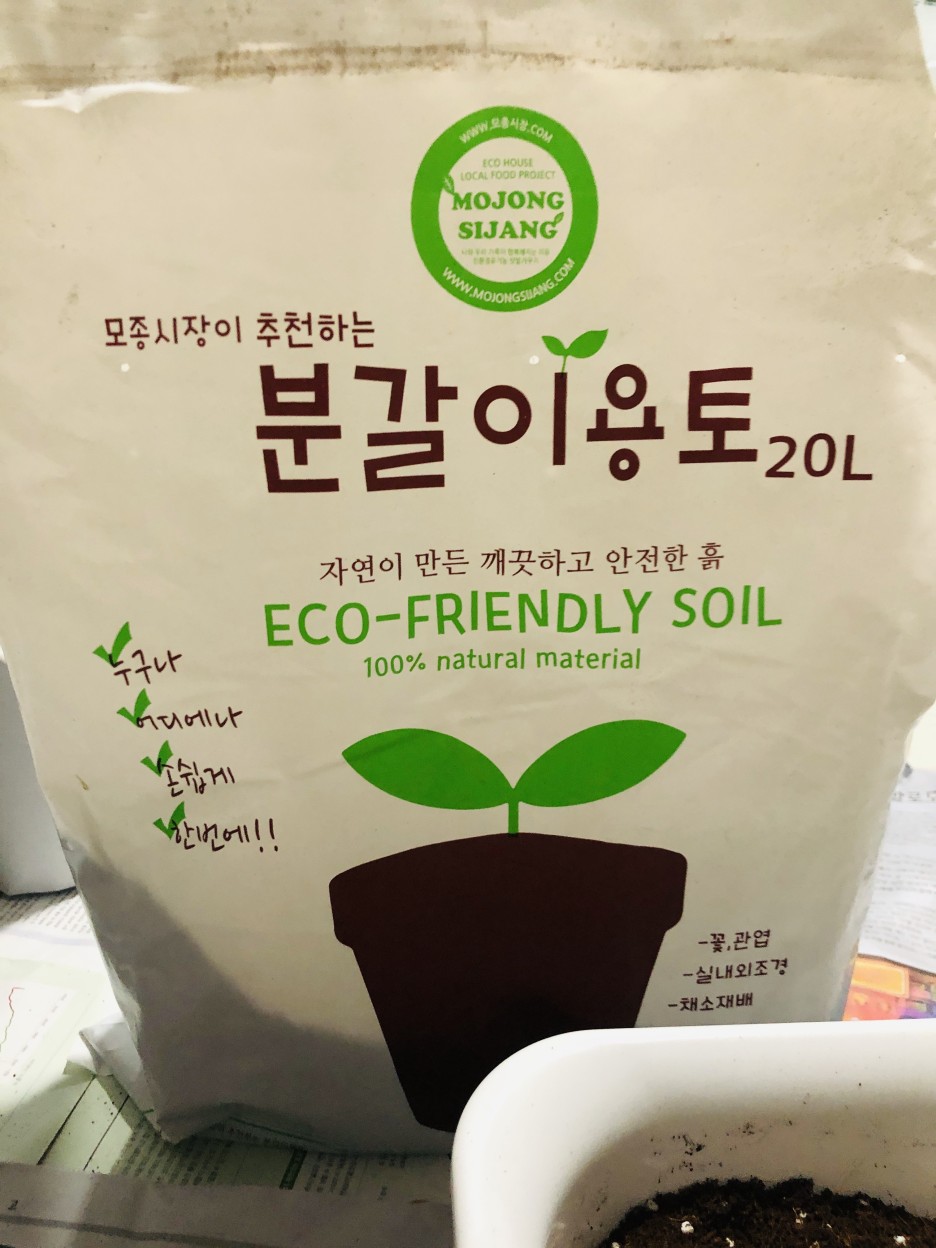 WWW.모종시장.COM
ECO HOUSE
LOCAL FOOD PROJECT
MOJONG
SIJANG
WWW.MOJONGSIJANG.COM
모종시장이 추천하는
분갈이용토 20L
자연이 만든 깨끗하고 안전한 흙
ECO-FRIENDLY SOIL
100% natural material
누구나
어디에나
손쉽게
한번에!!
-꽃,관엽
-실내외조경
-채소재배